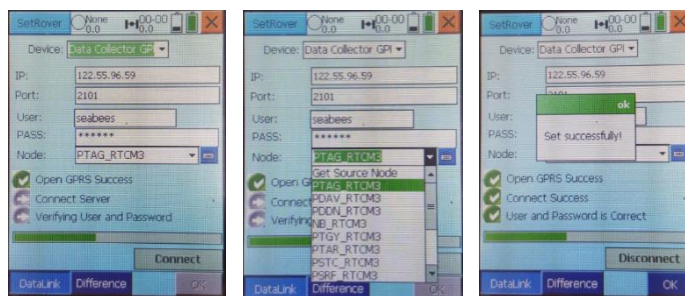 SetRover None 00-00
0.0 0.0
Device: Data Collector GPI
IP: 122.55.96.59
Port: 2101
User: seabees
PASS: ******
Node: PTAG_RTCM3
Open GPRS Success
Connect Server
Verifying User and Password
Connect
DataLink Difference OK
SetRover None 00-00
0.0 0.0
Device: Data Collector GPI
IP: 122.55.96.59
Port: 2101
User: seabees
PASS: ******
Node: PTAG_RTCM3
Get Source Node
PTAG_RTCM3
PDAV_RTCM3
PDDN_RTCM3
NB_RTCM3
PTGY_RTCM3
PTAR_RTCM3
PSTC_RTCM3
PSRF_RTCM3
Open G
Connect
Verifying
DataLink Difference
SetRover None 00-00
0.0 0.0
Device: Data Collector GPI
IP: 122.55.96.59
Port: 2101
ok
User:
PASS: Set successfully!
Node:
Open GPRS Success
Connect Success
User and Password is Correct
Disconnect
DataLink Difference OK